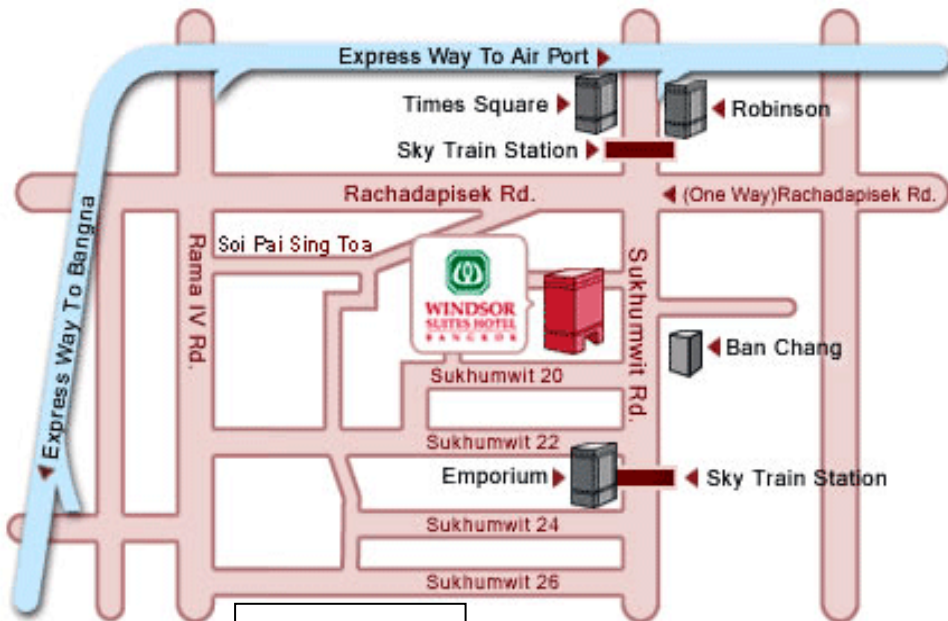 Express Way To Air Port
Times Square
Robinson
Sky Train Station
Rachadapisek Rd.
(One Way)Rachadapisek Rd.
Express Way To Bangna
Rama IV Rd.
Soi Pai Sing Toa
WINDSOR
SUITES HOTEL
BANGKOK
Sukhumwit Rd.
Ban Chang
Sukhumwit 20
Sukhumwit 22
Emporium
Sky Train Station
Sukhumwit 24
Sukhumwit 26